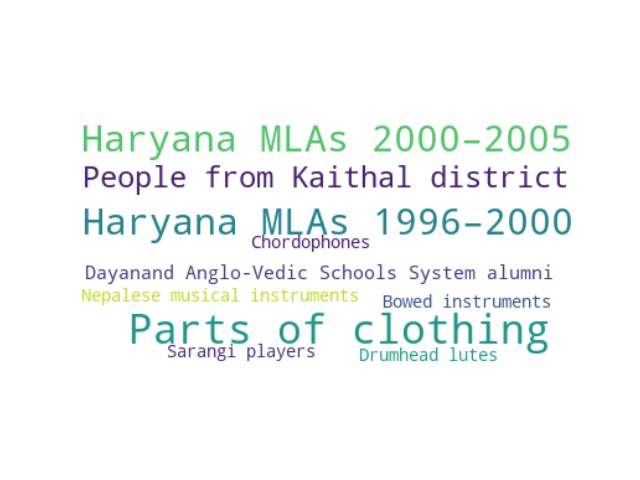 Haryana MLAs 2000–2005
People from Kaithal district
Haryana MLAs 1996–2000
Chordophones
Dayanand Anglo-Vedic Schools System alumni
Nepalese musical instruments
Bowed instruments
Parts of clothing
Sarangi players
Drumhead lutes